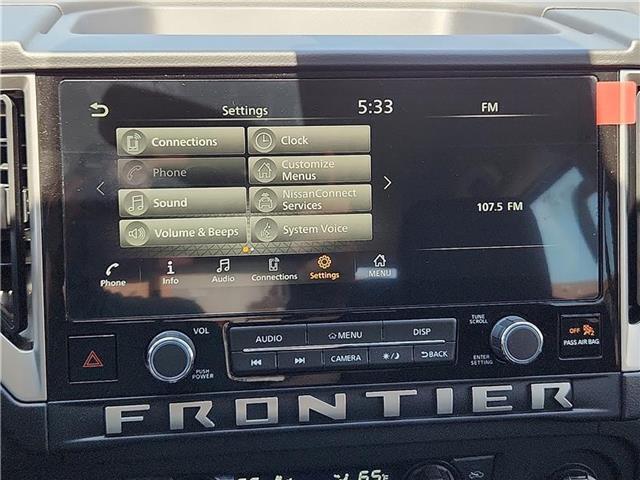 Settings 5:33 FM
Connections Clock
Phone Customize Menus
Sound NissanConnect Services
Volume & Beeps System Voice
107.5 FM
Phone Info Audio Connections Settings MENU
VOL
PUSH POWER
AUDIO MENU DISP
CAMERA BACK
TUNE SCROLL
ENTER SETTING
OFF
PASS AIR BAG
FRONTIER
65°F